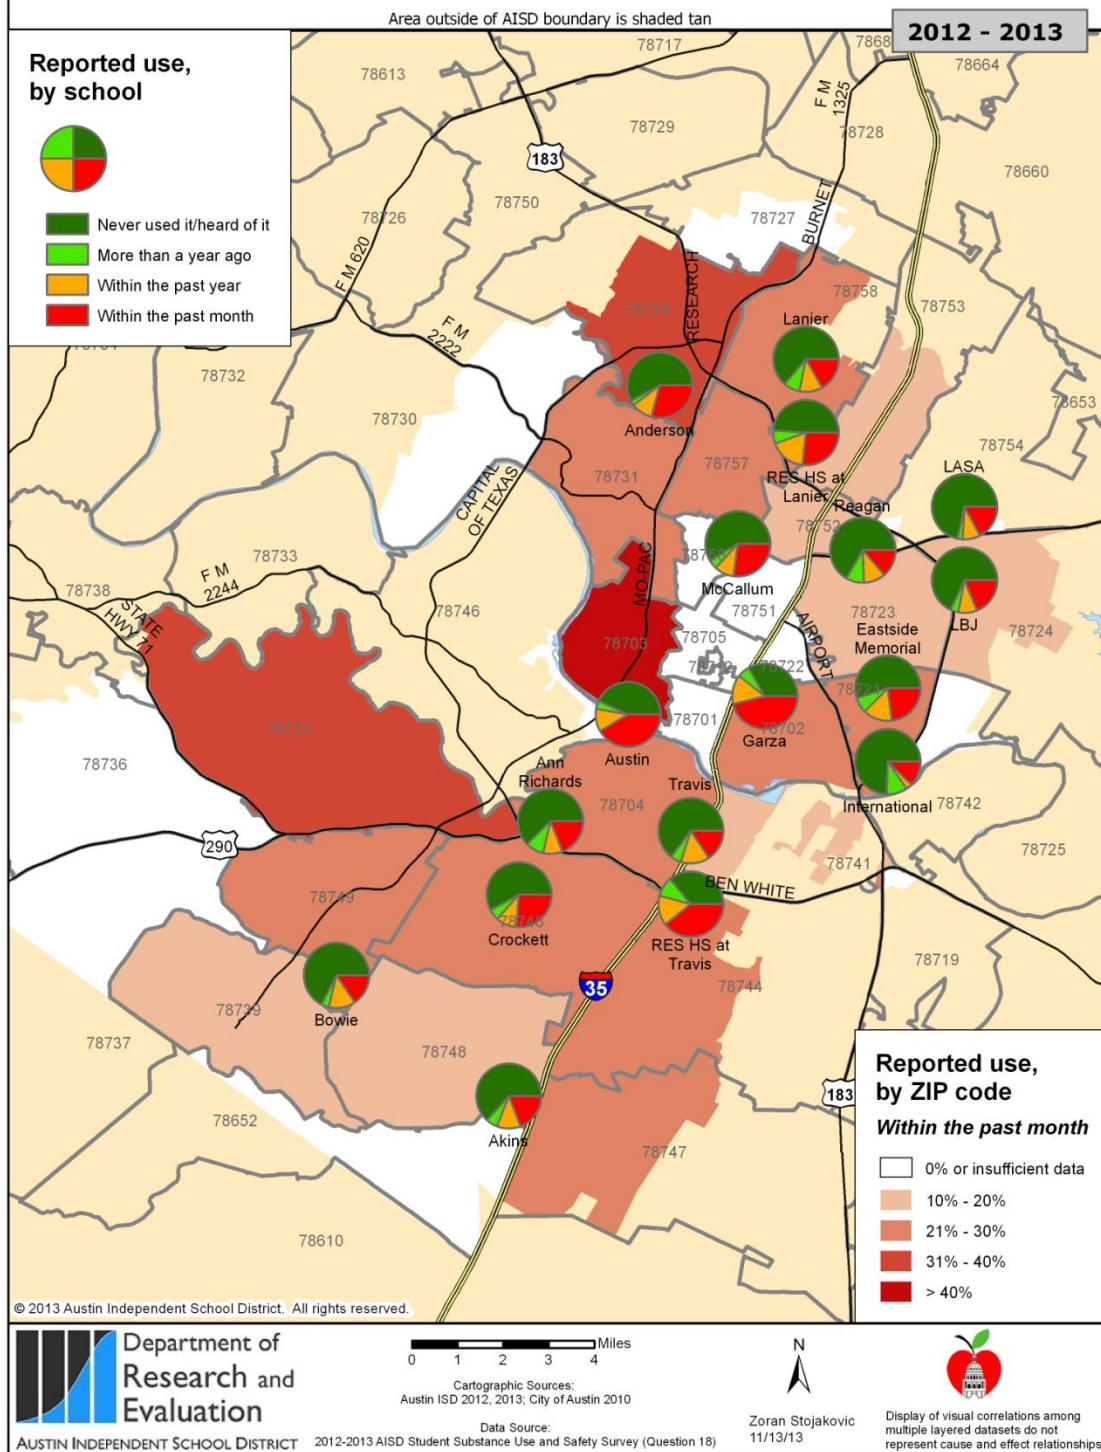 Area outside of AISD boundary is shaded tan
2012 - 2013
Reported use,
by school
Never used it/heard of it
More than a year ago
Within the past year
Within the past month
78717
78664
78613
F M
1325
78729
78728
183
78660
78750
BURNET
78726
78727
F M 620
RESEARCH
78758
78753
Lanier
F M
2222
78732
78653
78730
Anderson
78754
78731
78757
CAPITAL
OF TEXAS
RES HS at
Lanier
LASA
Reagan
78752
MO-PAC
78733
F M
2244
McCallum
78738
78746
78751
AIRPORT
78723
LBJ
78724
STATE
HWY 71
78703
78705
Eastside
Memorial
78722
78721
78701
78702
Garza
78735
78736
Austin
Ann
Richards
Travis
International
78742
78704
290
78741
78725
BEN WHITE
78749
78745
Crockett
RES HS at
Travis
78719
35
78744
78739
Bowie
78737
78748
183
78652
Akins
78747
78610
Reported use,
by ZIP code
Within the past month
0% or insufficient data
10% - 20%
21% - 30%
31% - 40%
> 40%
© 2013 Austin Independent School District. All rights reserved.
Department of
Research and
Evaluation
AUSTIN INDEPENDENT SCHOOL DISTRICT
Miles
0 1 2 3 4
Cartographic Sources:
Austin ISD 2012, 2013; City of Austin 2010
Data Source:
2012-2013 AISD Student Substance Use and Safety Survey (Question 18)
N
Zoran Stojakovic
11/13/13
Display of visual correlations among
multiple layered datasets do not
represent cause and effect relationships